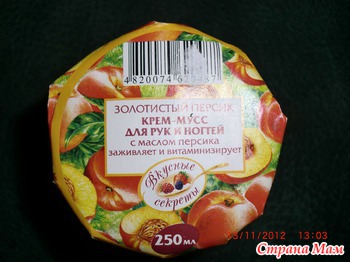 ЗОЛОТИСТЫЙ ПЕРСИК
КРЕМ-МУСС
ДЛЯ РУК И НОГТЕЙ
с маслом персика
заживляет и витаминизирует
Вкусные
секреты
250 мл
11/2012 13:03
Страна Мам